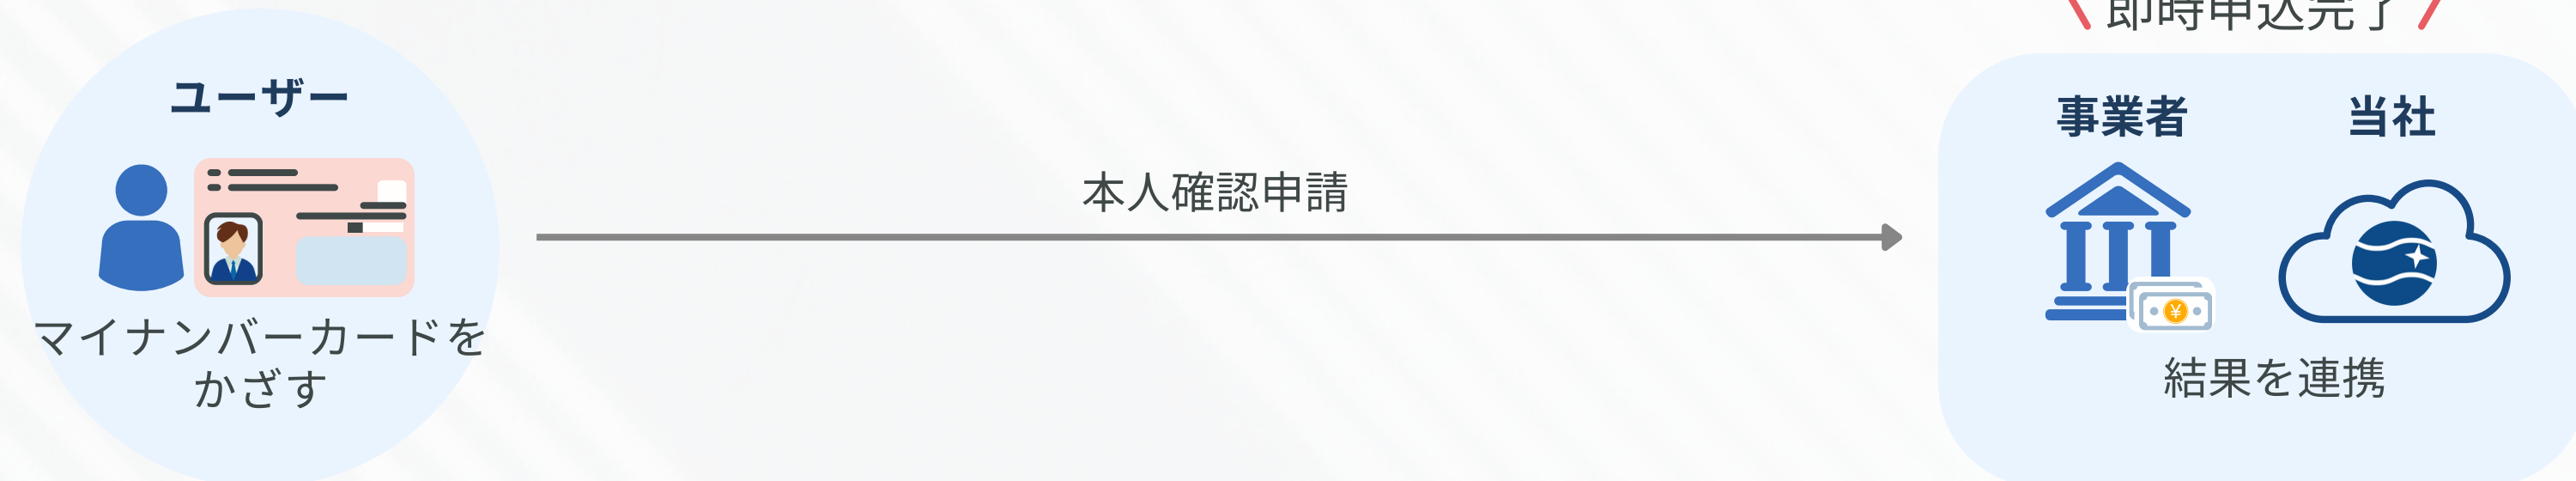 即時申込完了
ユーザー
事業者
当社
本人確認申請
マイナンバーカードを
かざす
結果を連携